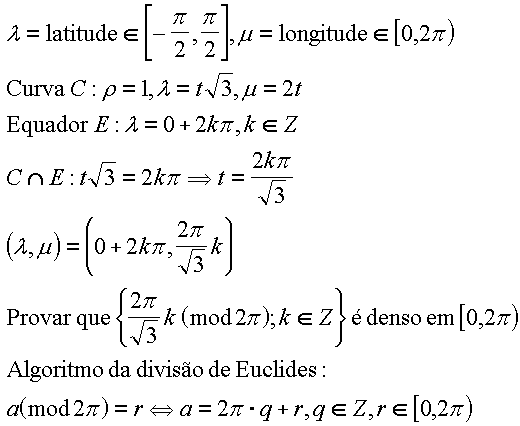 λ = latitude ∈ [−π/2, π/2], μ = longitude ∈ [0,2π)
Curva C : ρ = 1, λ = t√3, μ = 2t
Equador E : λ = 0 + 2kπ, k ∈ Z
C ∩ E : t√3 = 2kπ ⇒ t = 2kπ/√3
(λ, μ) = (0 + 2kπ, 2π/√3 k)
Provar que {2π/√3 k (mod 2π); k ∈ Z} é denso em [0,2π)
Algoritmo da divisão de Euclides :
a(mod 2π) = r ⇔ a = 2π · q + r, q ∈ Z, r ∈ [0,2π)